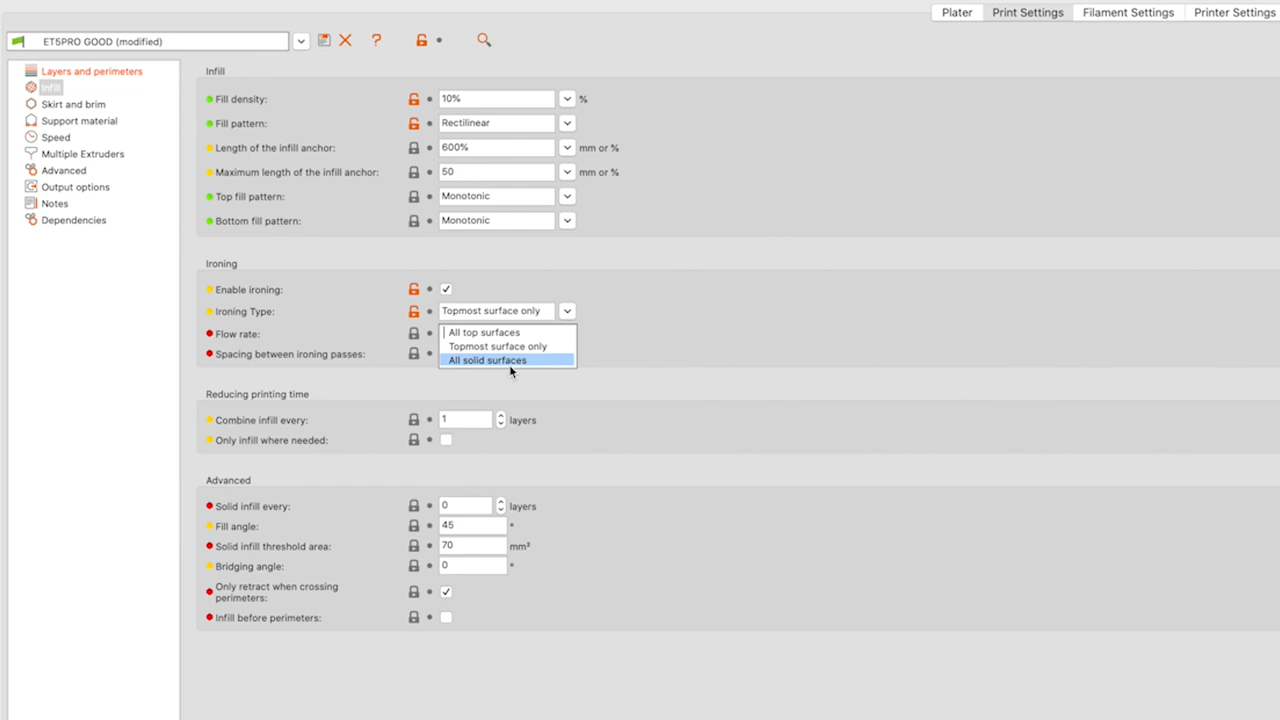 Plater Print Settings Filament Settings Printer Settings
ET5PRO GOOD (modified)
Layers and perimeters
Infill
Skirt and brim
Support material
Speed
Multiple Extruders
Advanced
Output options
Notes
Dependencies
Infill
Fill density: 10% %
Fill pattern: Rectilinear
Length of the infill anchor: 600% mm or %
Maximum length of the infill anchor: 50 mm or %
Top fill pattern: Monotonic
Bottom fill pattern: Monotonic
Ironing
Enable ironing:
Ironing Type: Topmost surface only
All top surfaces
Topmost surface only
All solid surfaces
Flow rate:
Spacing between ironing passes:
Reducing printing time
Combine infill every: 1 layers
Only infill where needed:
Advanced
Solid infill every: 0 layers
Fill angle: 45 °
Solid infill threshold area: 70 mm²
Bridging angle: 0 °
Only retract when crossing
perimeters:
Infill before perimeters: